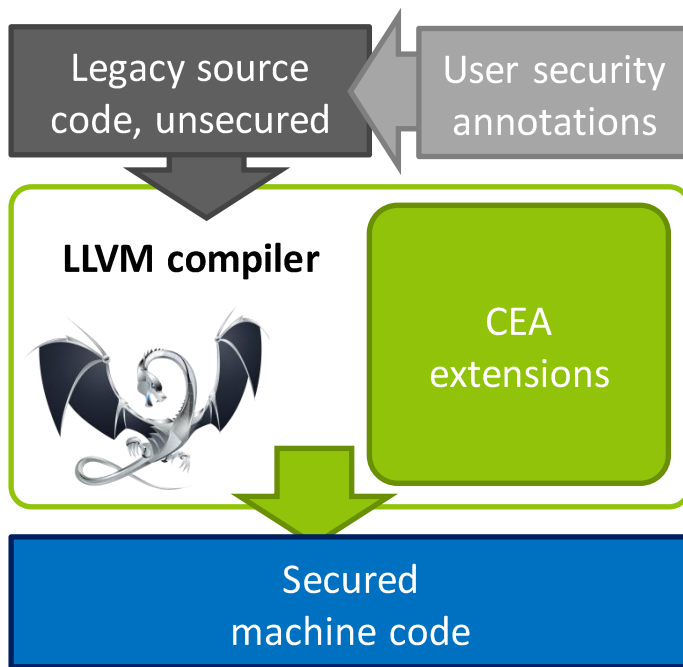 Legacy source
code, unsecured
User security
annotations
LLVM compiler
CEA
extensions
Secured
machine code